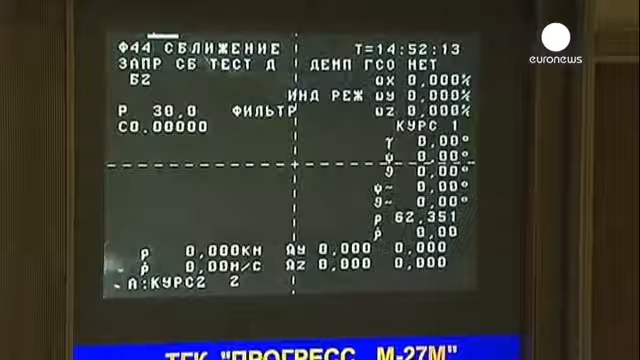 euronews
Ф44 СБЛИЖЕНИЕ T=14:52:13
ЗАПР СБ ТЕСТ Д ДЕМП ГСО НЕТ
Б2 ωX 0,000%
ИНД РЕЖ ωУ 0,000%
Р 30,0 ФИЛЬТР ωZ 0,000%
С0.00000 КУРС 1
γ 0,00°
ψ 0,00°
ϑ 0,00°
ψ~ 0,00°
ϑ~ 0,00°
ρ 62,351
ρ̇ 0,00
ρ 0,000КМ ΩУ 0,000 0,000
ρ̇ 0,00М/С ΩZ 0,000 0,000
А:КУРС2 2
ТГК "ПРОГРЕСС М-27М"